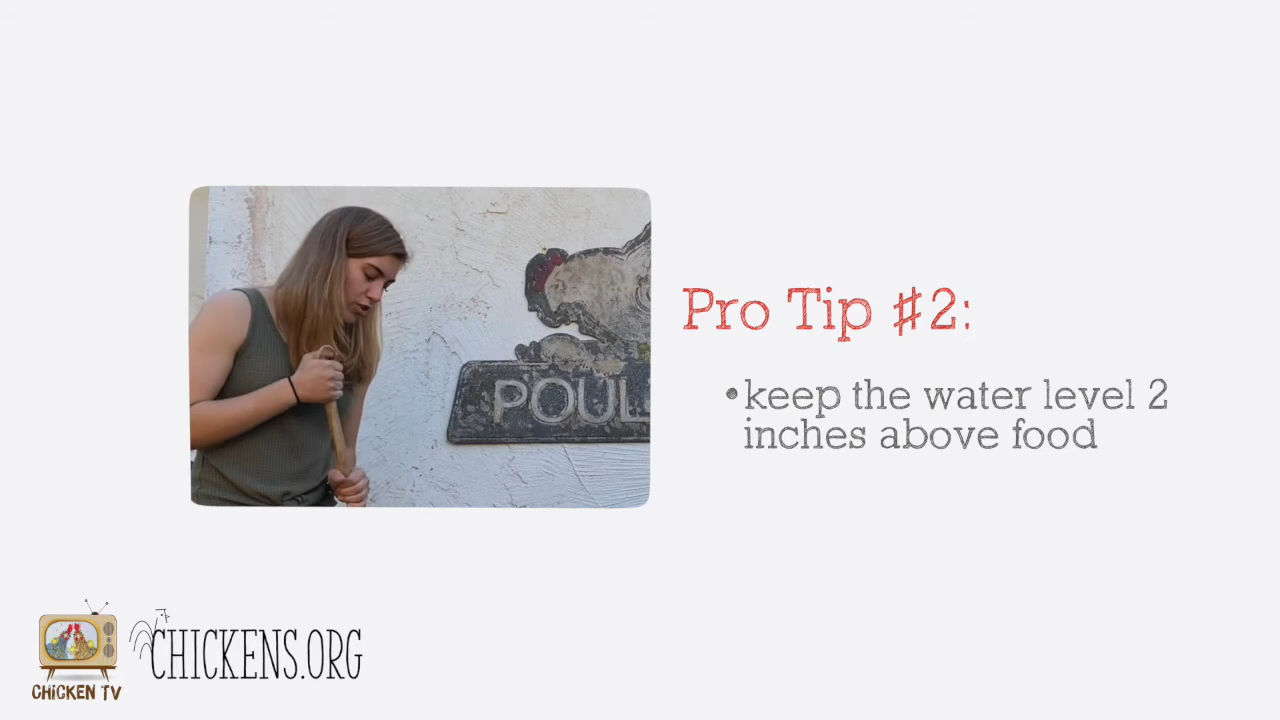 POUL
Pro Tip #2:
•keep the water level 2
inches above food
CHICKENS.ORG
CHiCKEN TV